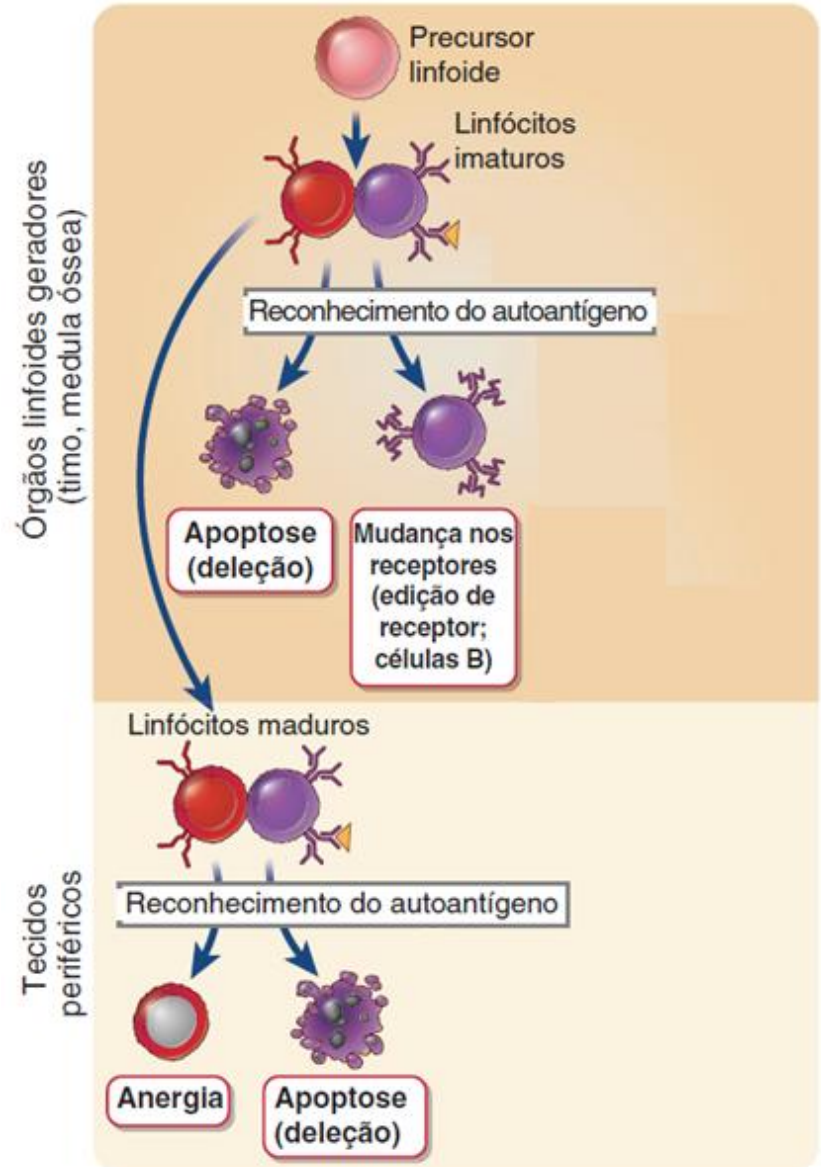 Precursor
linfoide
Linfócitos
imaturos
Órgãos linfoides geradores
(timo, medula óssea)
Reconhecimento do autoantígeno
Apoptose
(deleção)
Mudança nos
receptores
(edição de
receptor;
células B)
Linfócitos maduros
Tecidos
periféricos
Reconhecimento do autoantígeno
Anergia
Apoptose
(deleção)